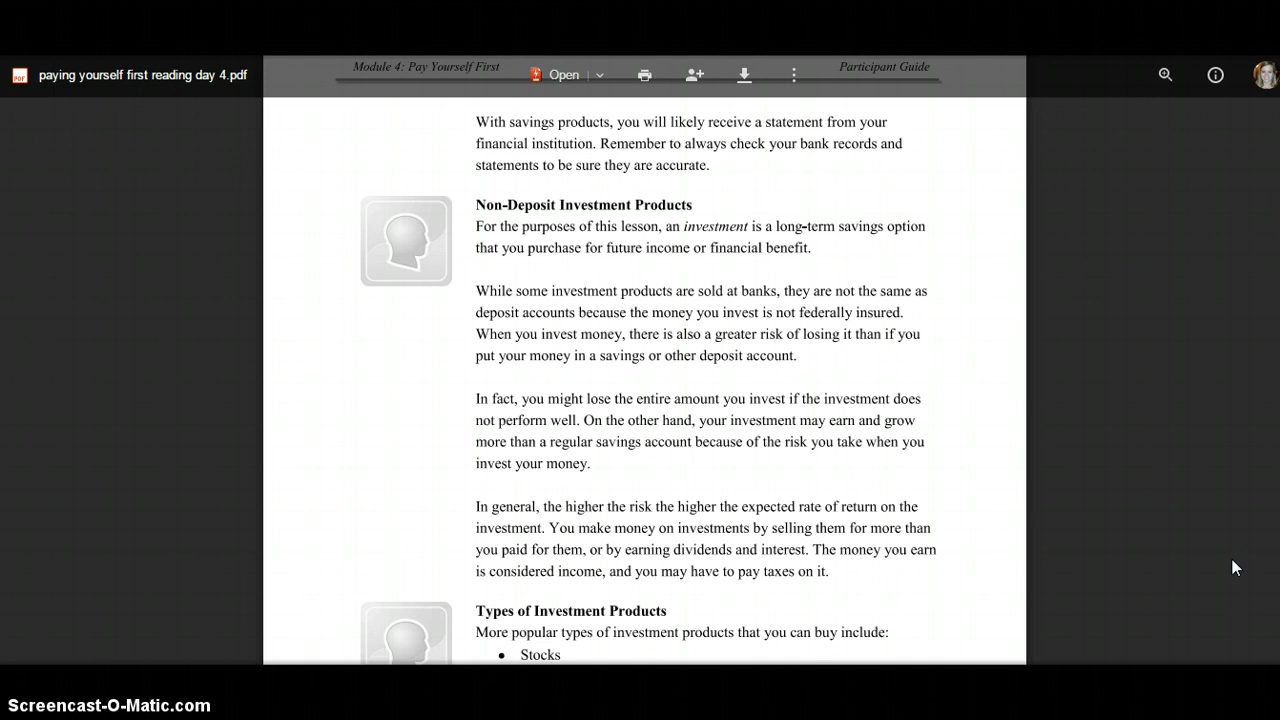 Module 4: Pay Yourself First
Participant Guide
paying yourself first reading day 4.pdf
Open
With savings products, you will likely receive a statement from your
financial institution. Remember to always check your bank records and
statements to be sure they are accurate.
Non-Deposit Investment Products
For the purposes of this lesson, an investment is a long-term savings option
that you purchase for future income or financial benefit.
While some investment products are sold at banks, they are not the same as
deposit accounts because the money you invest is not federally insured.
When you invest money, there is also a greater risk of losing it than if you
put your money in a savings or other deposit account.
In fact, you might lose the entire amount you invest if the investment does
not perform well. On the other hand, your investment may earn and grow
more than a regular savings account because of the risk you take when you
invest your money.
In general, the higher the risk the higher the expected rate of return on the
investment. You make money on investments by selling them for more than
you paid for them, or by earning dividends and interest. The money you earn
is considered income, and you may have to pay taxes on it.
Types of Investment Products
More popular types of investment products that you can buy include:
• Stocks
Screencast-O-Matic.com